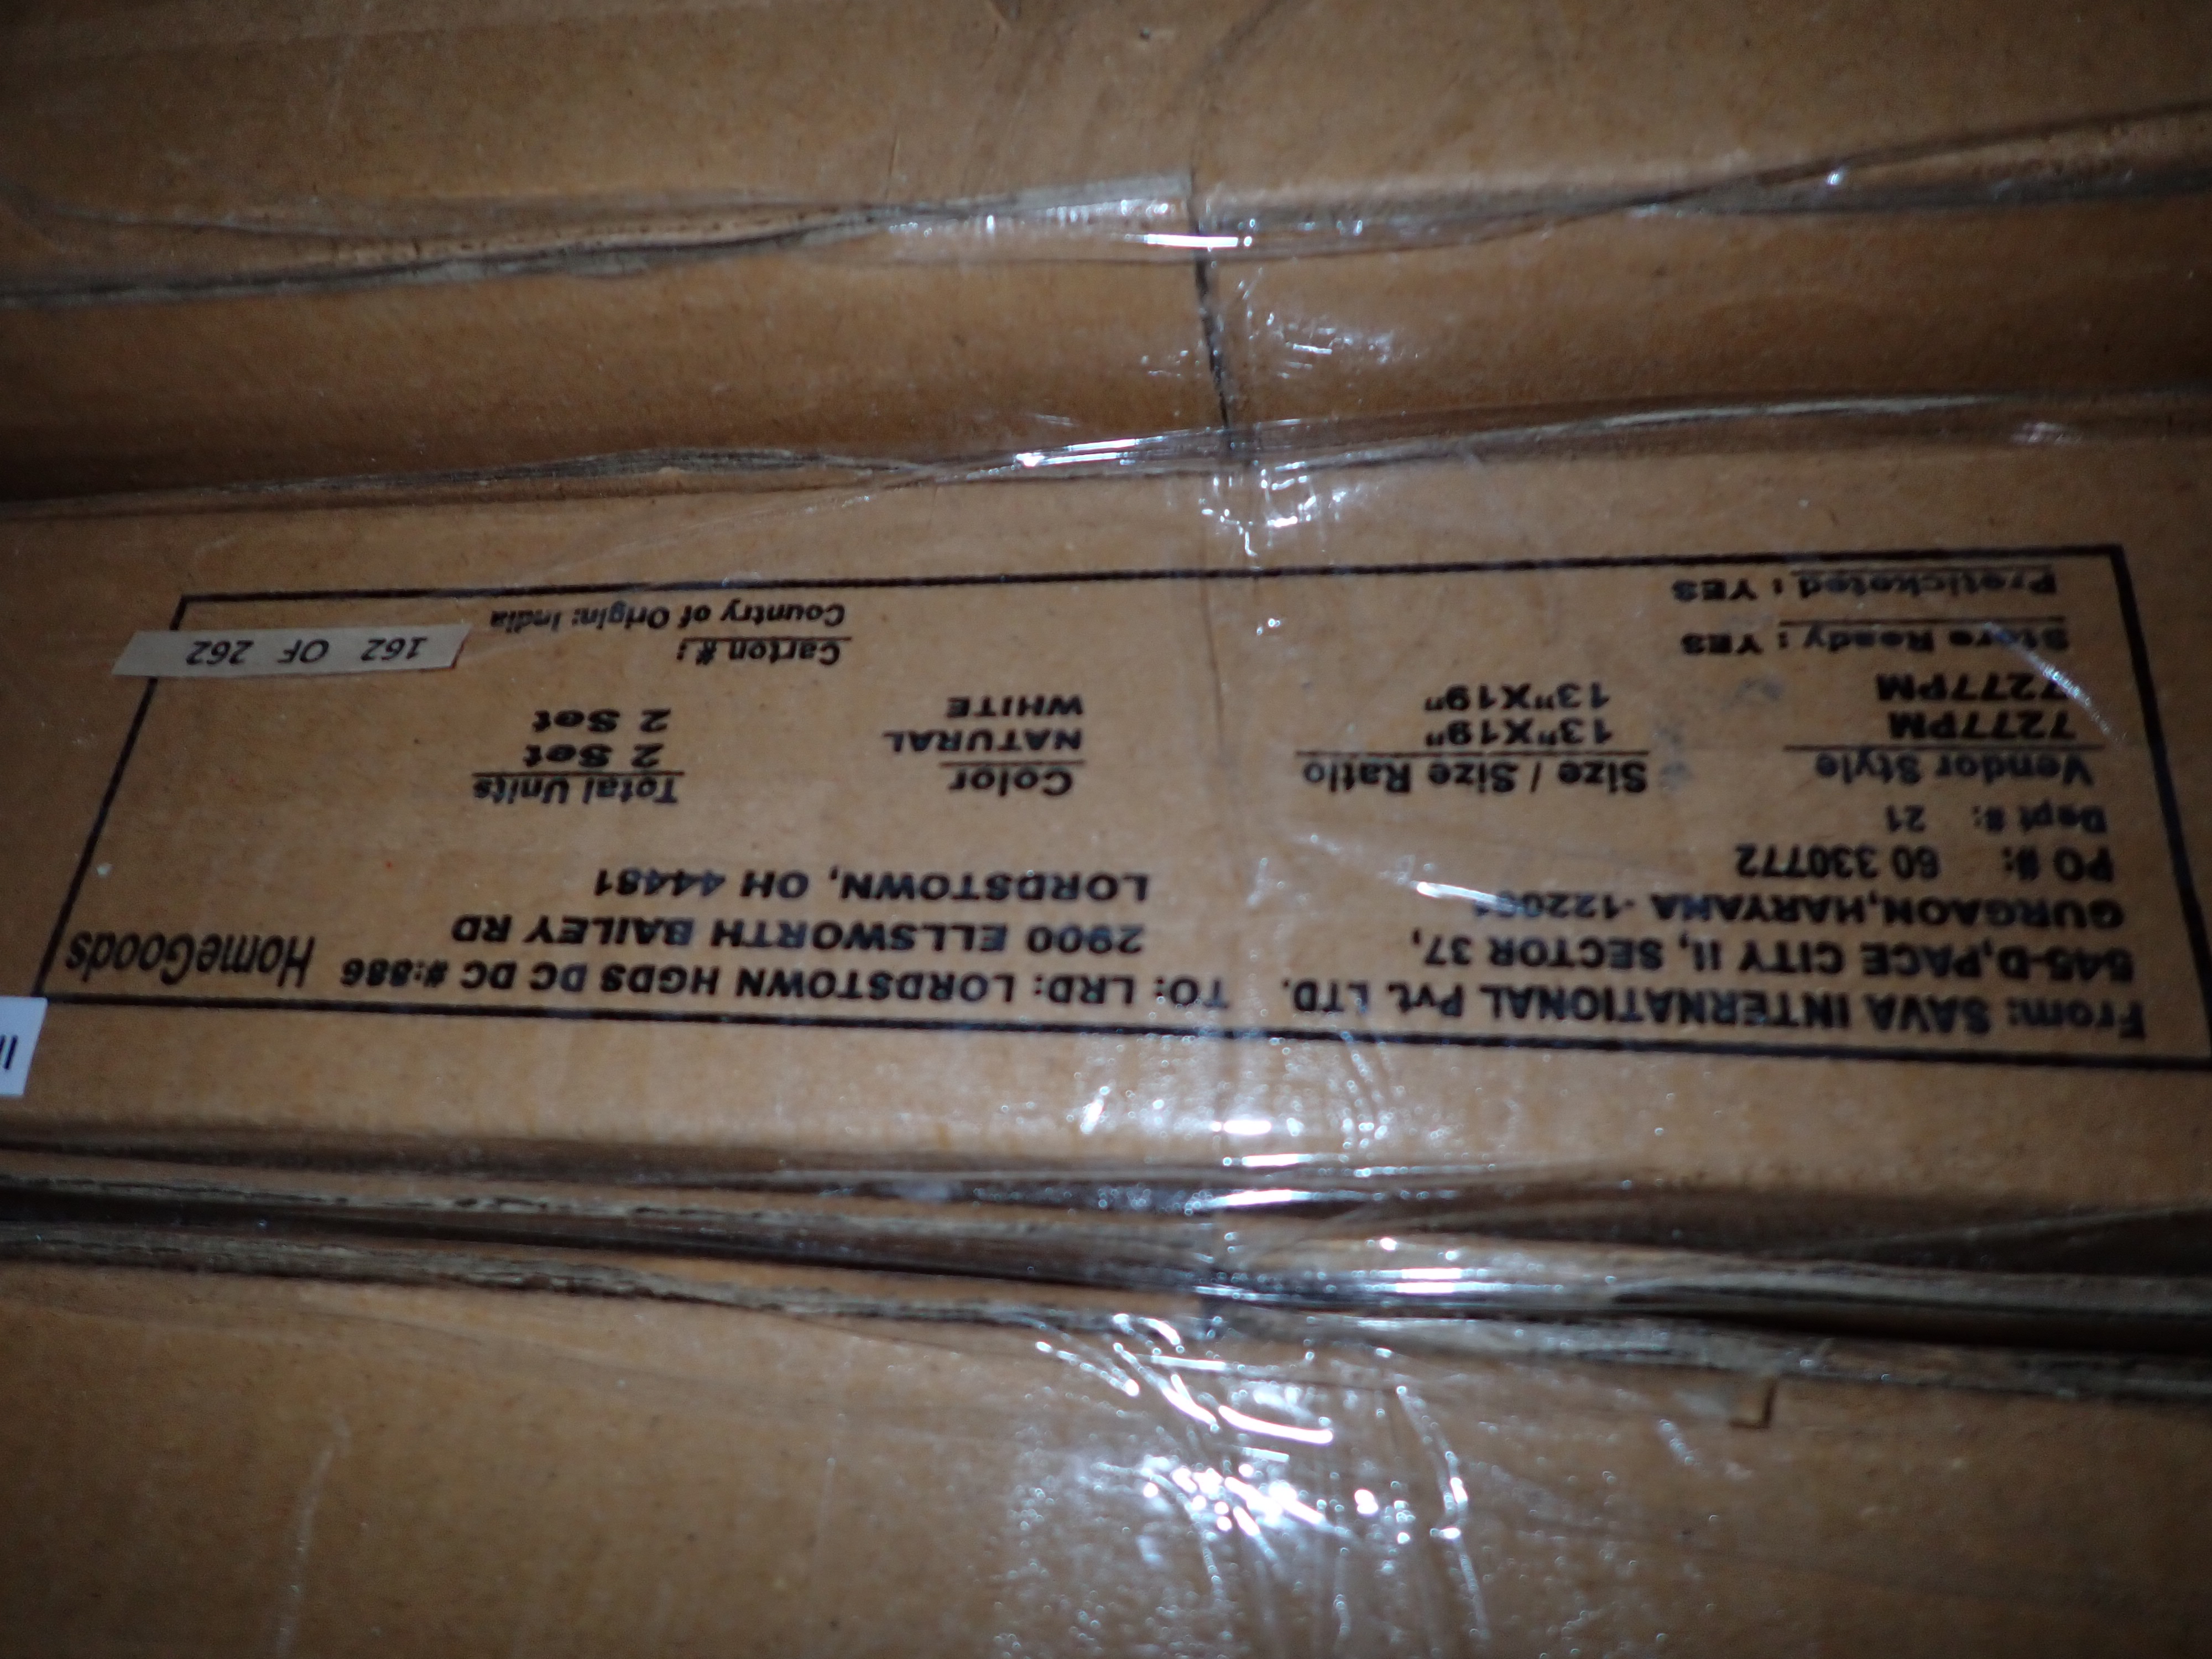 From: SAVA INTERNATIONAL Pvt. LTD. TO: LRD: LORDSTOWN HGDS DC DC #:886 HomeGoods
545-D,PACE CITY II, SECTOR 37, 2900 ELLSWORTH BAILEY RD
GURGAON,HARYANA LORDSTOWN, OH 44481
PO #: 60 330772
Dept #: 21
Vendor Style Size / Size Ratio Color Total Units
7277PM 13"X19" NATURAL 2 Set
7277PM 13"X19" WHITE 2 Set
Store Ready : YES Carton #: 162 OF 262
Preticketed : YES Country of Origin: India